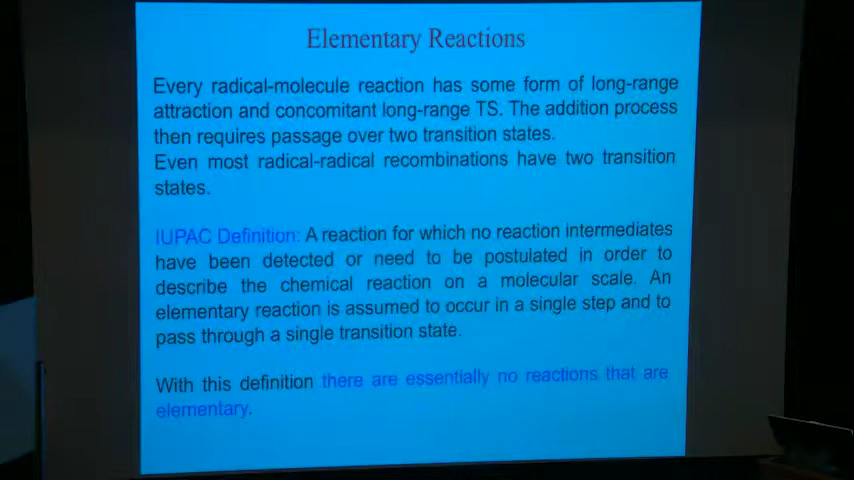 Elementary Reactions
Every radical-molecule reaction has some form of long-range
attraction and concomitant long-range TS. The addition process
then requires passage over two transition states.
Even most radical-radical recombinations have two transition
states.
IUPAC Definition: A reaction for which no reaction intermediates
have been detected or need to be postulated in order to
describe the chemical reaction on a molecular scale. An
elementary reaction is assumed to occur in a single step and to
pass through a single transition state.
With this definition there are essentially no reactions that are
elementary.